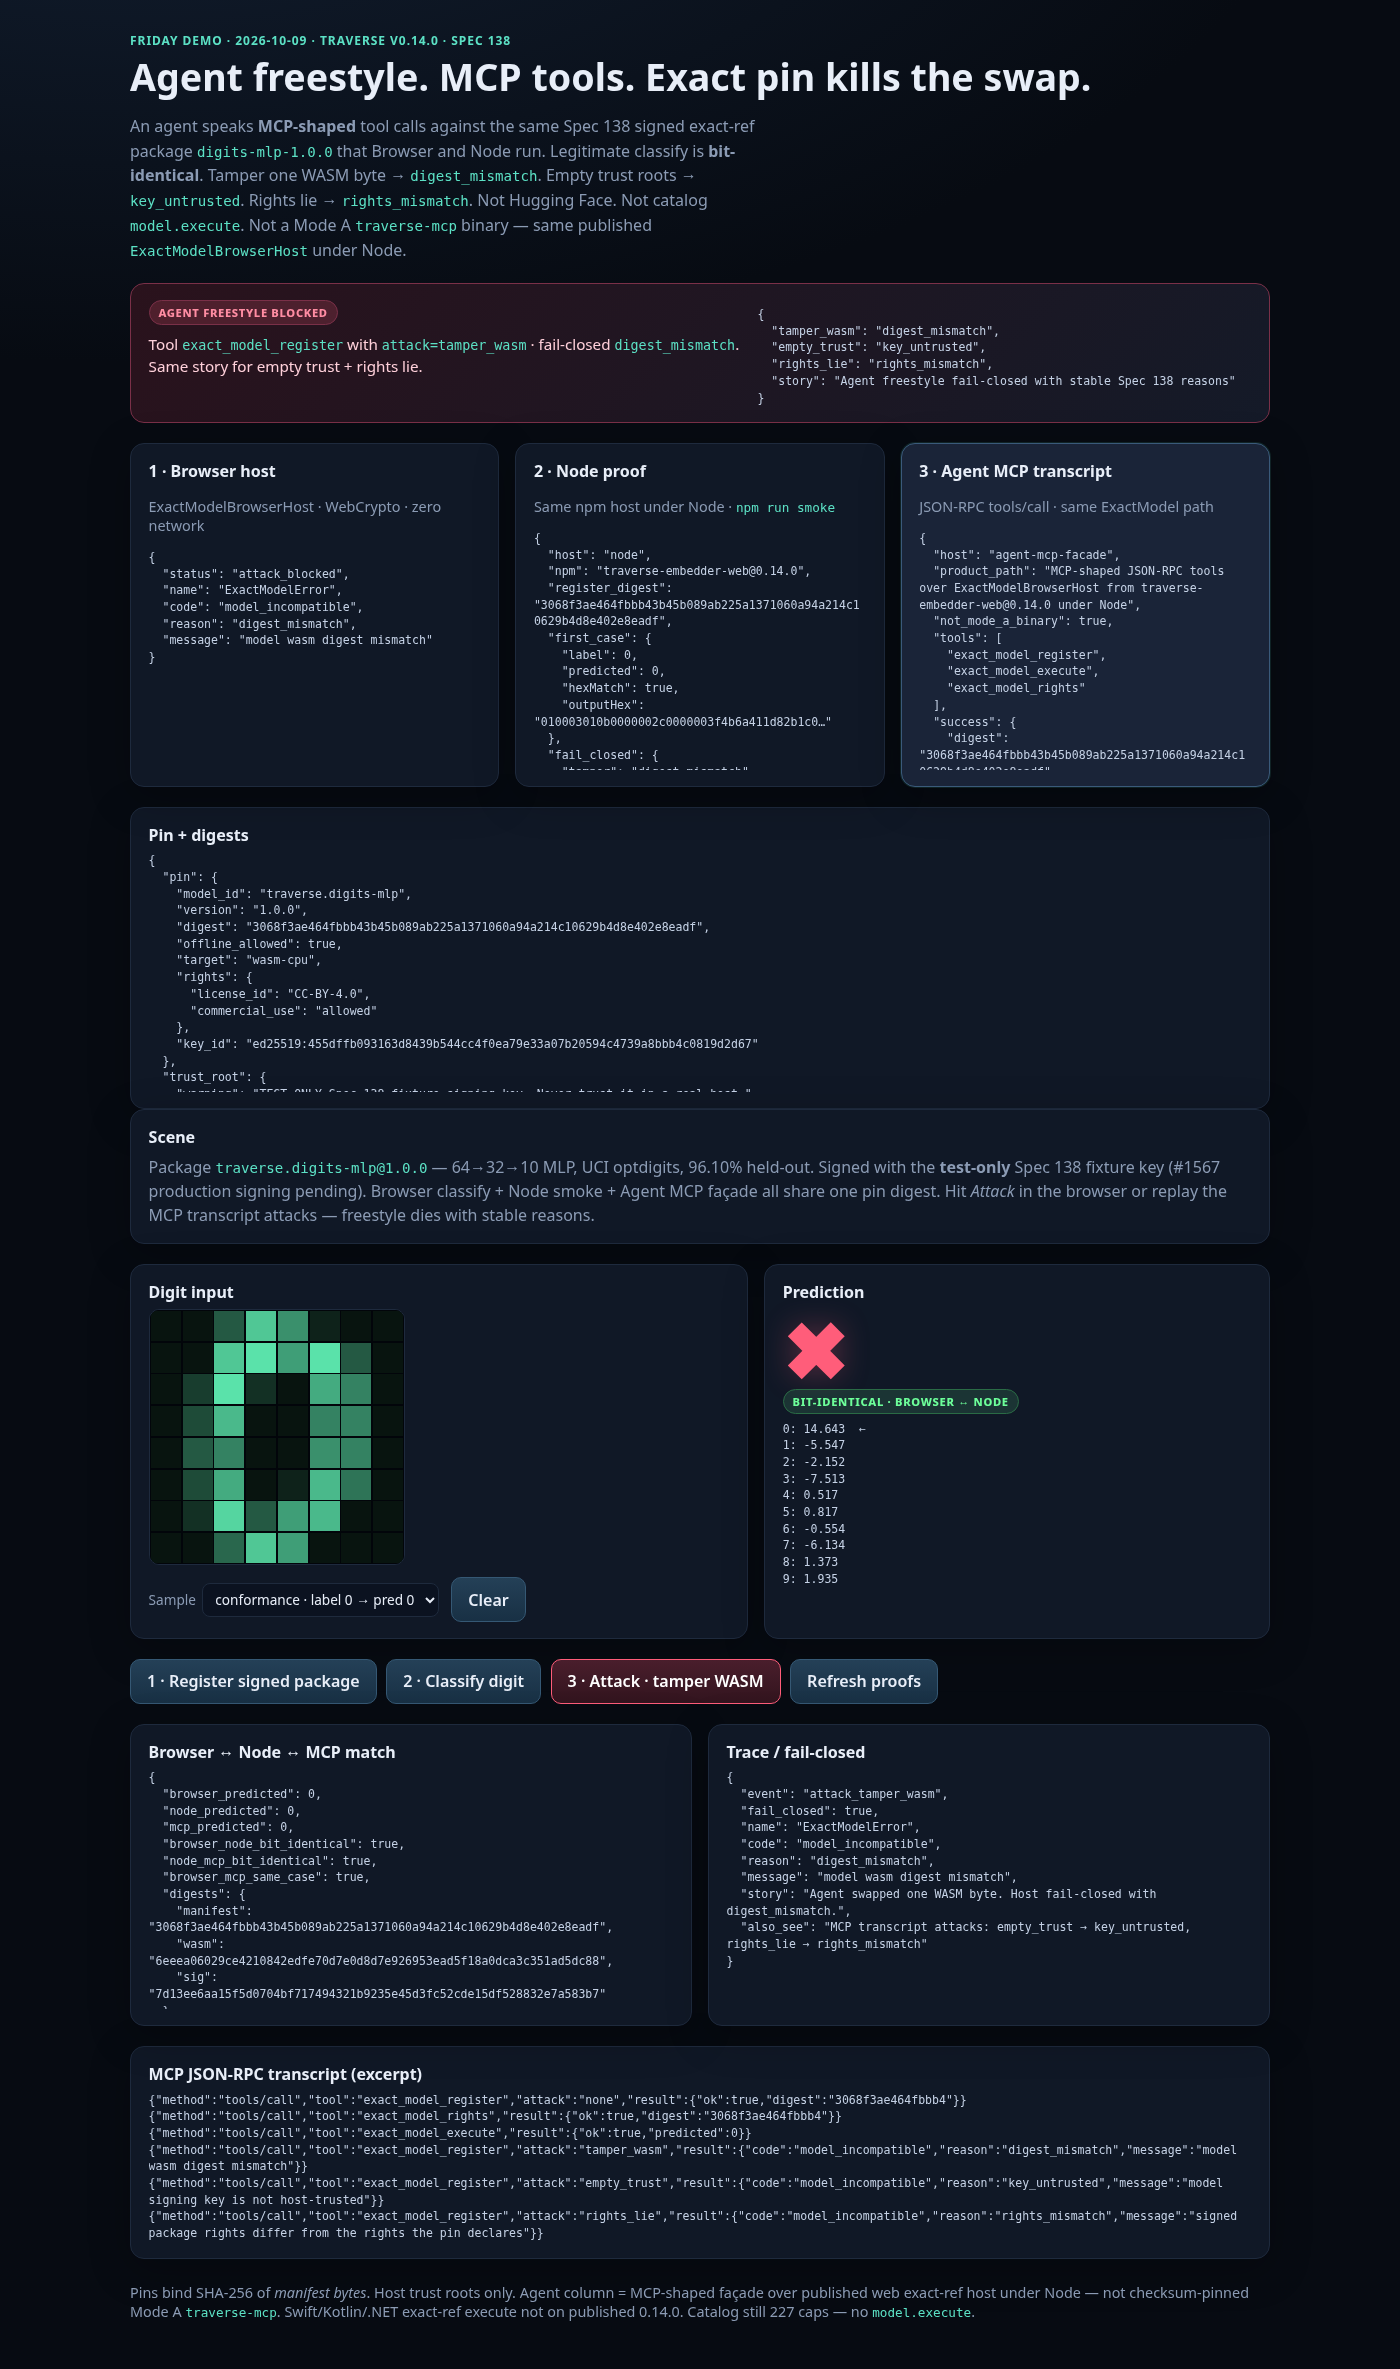 FRIDAY DEMO · 2026-10-09 · TRAVERSE V0.14.0 · SPEC 138
Agent freestyle. MCP tools. Exact pin kills the swap.
An agent speaks MCP-shaped tool calls against the same Spec 138 signed exact-ref
package digits-mlp-1.0.0 that Browser and Node run. Legitimate classify is bit-
identical. Tamper one WASM byte → digest_mismatch. Empty trust roots →
key_untrusted. Rights lie → rights_mismatch. Not Hugging Face. Not catalog
model.execute. Not a Mode A traverse-mcp binary — same published
ExactModelBrowserHost under Node.
AGENT FREESTYLE BLOCKED
Tool exact_model_register with attack=tamper_wasm · fail-closed digest_mismatch.
Same story for empty trust + rights lie.
{
  "tamper_wasm": "digest_mismatch",
  "empty_trust": "key_untrusted",
  "rights_lie": "rights_mismatch",
  "story": "Agent freestyle fail-closed with stable Spec 138 reasons"
}
1 · Browser host
ExactModelBrowserHost · WebCrypto · zero
network
{
  "status": "attack_blocked",
  "name": "ExactModelError",
  "code": "model_incompatible",
  "reason": "digest_mismatch",
  "message": "model wasm digest mismatch"
}
2 · Node proof
Same npm host under Node · npm run smoke
{
  "host": "node",
  "npm": "traverse-embedder-web@0.14.0",
  "register_digest":
"3068f3ae464fbbb43b45b089ab225a1371060a94a214c1
0629b4d8e402e8eadf",
  "first_case": {
    "label": 0,
    "predicted": 0,
    "hexMatch": true,
    "outputHex":
"010003010b0000002c0000003f4b6a411d82b1c0…"
  },
  "fail_closed": {
    "tamper": "digest_mismatch"
3 · Agent MCP transcript
JSON-RPC tools/call · same ExactModel path
{
  "host": "agent-mcp-facade",
  "product_path": "MCP-shaped JSON-RPC tools
over ExactModelBrowserHost from traverse-
embedder-web@0.14.0 under Node",
  "not_mode_a_binary": true,
  "tools": [
    "exact_model_register",
    "exact_model_execute",
    "exact_model_rights"
  ],
  "success": {
    "digest":
"3068f3ae464fbbb43b45b089ab225a1371060a94a214c1
0629b4d8e402e8eadf"
Pin + digests
{
  "pin": {
    "model_id": "traverse.digits-mlp",
    "version": "1.0.0",
    "digest": "3068f3ae464fbbb43b45b089ab225a1371060a94a214c10629b4d8e402e8eadf",
    "offline_allowed": true,
    "target": "wasm-cpu",
    "rights": {
      "license_id": "CC-BY-4.0",
      "commercial_use": "allowed"
    },
    "key_id": "ed25519:455dffb093163d8439b544cc4f0ea79e33a07b20594c4739a8bbb4c0819d2d67"
  },
  "trust_root": {
    "warning": "TEST-ONLY Spec 138 fixture signing key. Never trust it in a real host."
Scene
Package traverse.digits-mlp@1.0.0 — 64→32→10 MLP, UCI optdigits, 96.10% held-out. Signed with the test-only Spec 138 fixture key (#1567
production signing pending). Browser classify + Node smoke + Agent MCP façade all share one pin digest. Hit Attack in the browser or replay the
MCP transcript attacks — freestyle dies with stable reasons.
Digit input
Sample conformance · label 0 → pred 0 Clear
Prediction
✖
BIT-IDENTICAL · BROWSER ↔ NODE
0: 14.643  ←
1: -5.547
2: -2.152
3: -7.513
4: 0.517
5: 0.817
6: -0.554
7: -6.134
8: 1.373
9: 1.935
1 · Register signed package 2 · Classify digit 3 · Attack · tamper WASM Refresh proofs
Browser ↔ Node ↔ MCP match
{
  "browser_predicted": 0,
  "node_predicted": 0,
  "mcp_predicted": 0,
  "browser_node_bit_identical": true,
  "node_mcp_bit_identical": true,
  "browser_mcp_same_case": true,
  "digests": {
    "manifest":
"3068f3ae464fbbb43b45b089ab225a1371060a94a214c10629b4d8e402e8eadf",
    "wasm":
"6eeea06029ce4210842edfe70d7e0d8d7e926953ead5f18a0dca3c351ad5dc88",
    "sig":
"7d13ee6aa15f5d0704bf717494321b9235e45d3fc52cde15df528832e7a583b7"
  }
Trace / fail-closed
{
  "event": "attack_tamper_wasm",
  "fail_closed": true,
  "name": "ExactModelError",
  "code": "model_incompatible",
  "reason": "digest_mismatch",
  "message": "model wasm digest mismatch",
  "story": "Agent swapped one WASM byte. Host fail-closed with
digest_mismatch.",
  "also_see": "MCP transcript attacks: empty_trust → key_untrusted,
rights_lie → rights_mismatch"
}
MCP JSON-RPC transcript (excerpt)
{"method":"tools/call","tool":"exact_model_register","attack":"none","result":{"ok":true,"digest":"3068f3ae464fbbb4"}}
{"method":"tools/call","tool":"exact_model_rights","result":{"ok":true,"digest":"3068f3ae464fbbb4"}}
{"method":"tools/call","tool":"exact_model_execute","result":{"ok":true,"predicted":0}}
{"method":"tools/call","tool":"exact_model_register","attack":"tamper_wasm","result":{"code":"model_incompatible","reason":"digest_mismatch","message":"model
wasm digest mismatch"}}
{"method":"tools/call","tool":"exact_model_register","attack":"empty_trust","result":{"code":"model_incompatible","reason":"key_untrusted","message":"model
signing key is not host-trusted"}}
{"method":"tools/call","tool":"exact_model_register","attack":"rights_lie","result":{"code":"model_incompatible","reason":"rights_mismatch","message":"signed
package rights differ from the rights the pin declares"}}
Pins bind SHA-256 of manifest bytes. Host trust roots only. Agent column = MCP-shaped façade over published web exact-ref host under Node — not checksum-pinned
Mode A traverse-mcp. Swift/Kotlin/.NET exact-ref execute not on published 0.14.0. Catalog still 227 caps — no model.execute.